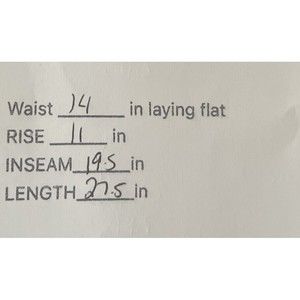 Waist 14 in laying flat
RISE 11 in
INSEAM 19.5 in
LENGTH 27.5 in